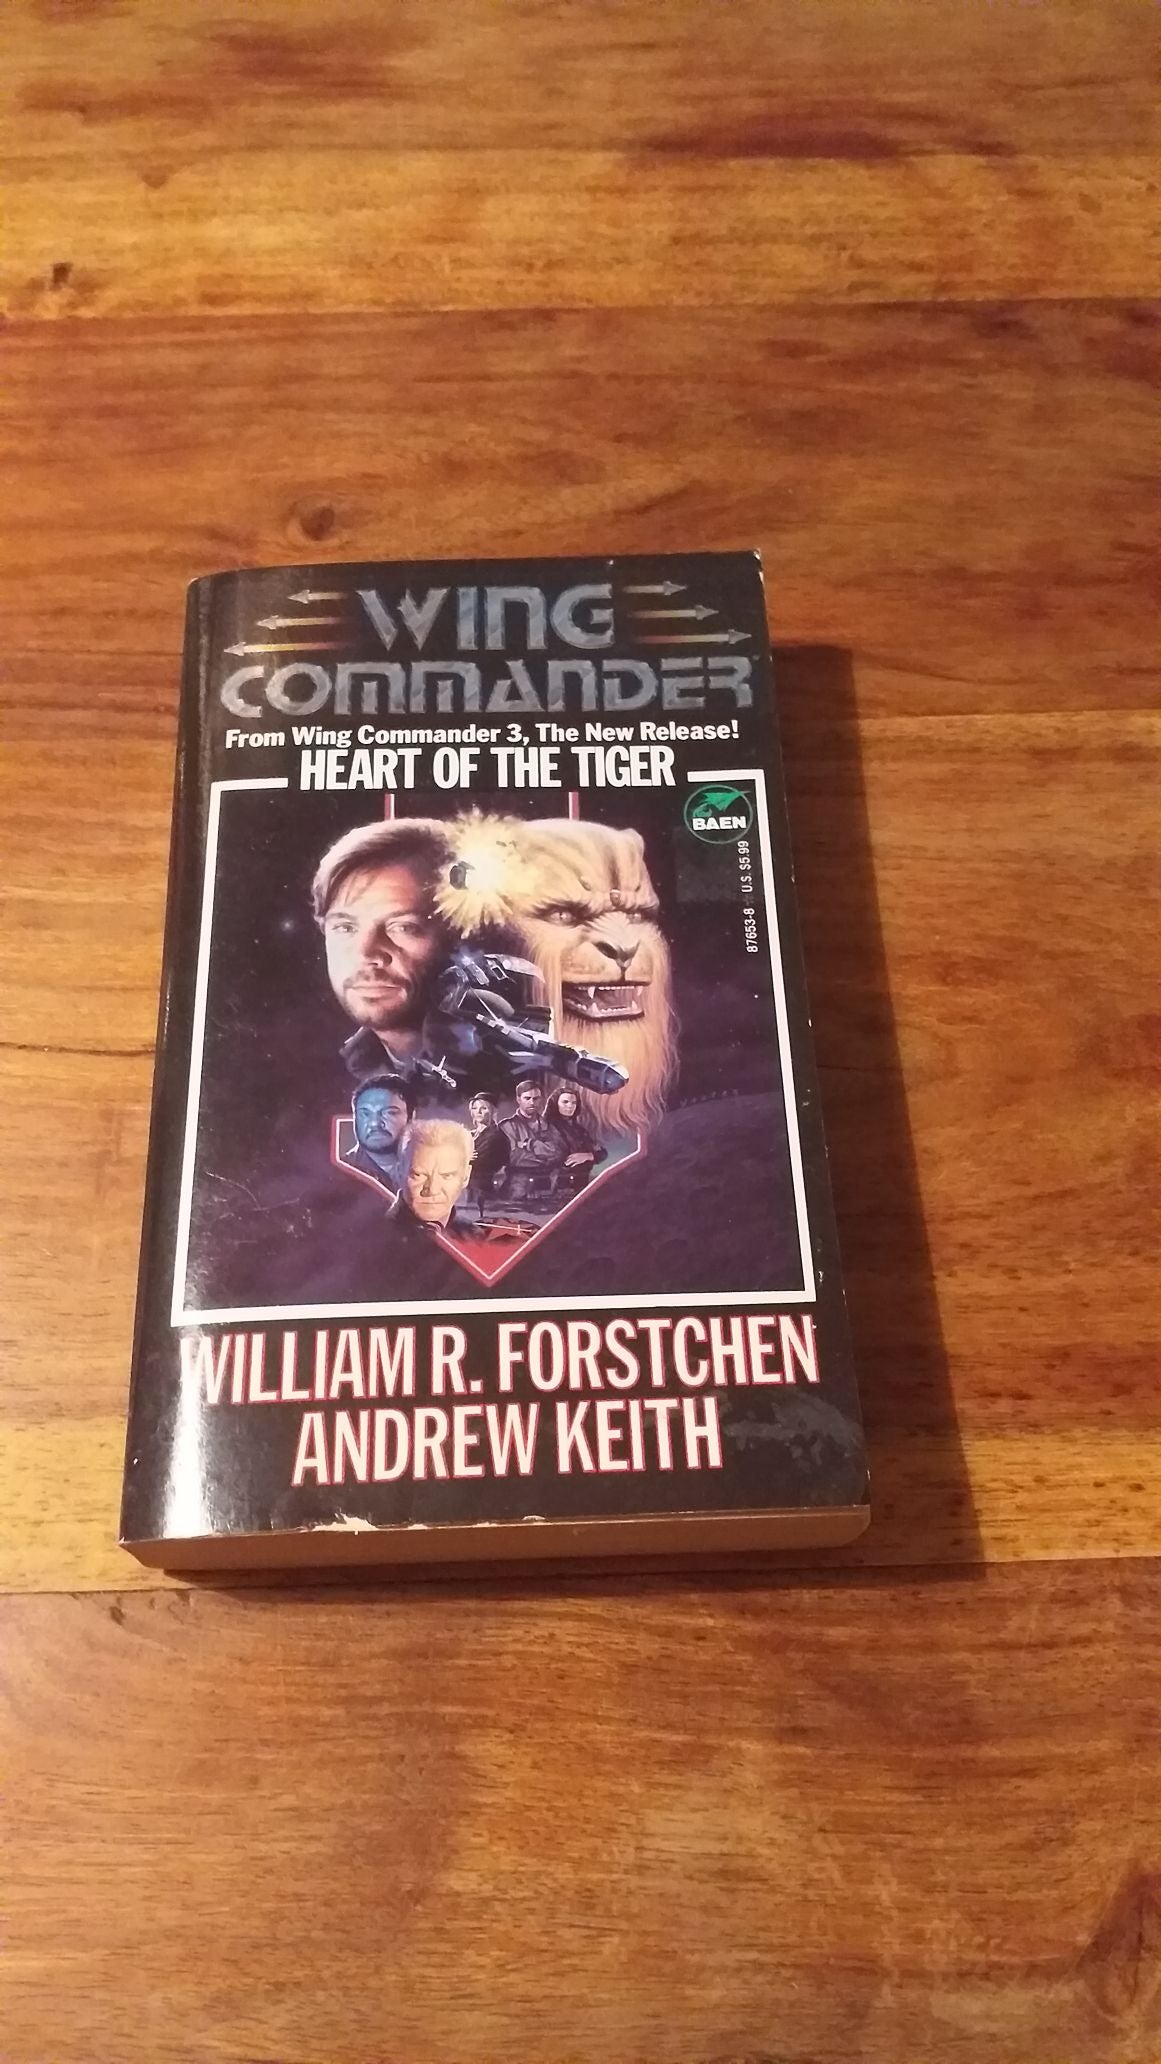 WING
COMMANDER
From Wing Commander 3, The New Release!
HEART OF THE TIGER
BAEN
87653-8 ☆ U.S. $5.99
WILLIAM R. FORSTCHEN
ANDREW KEITH